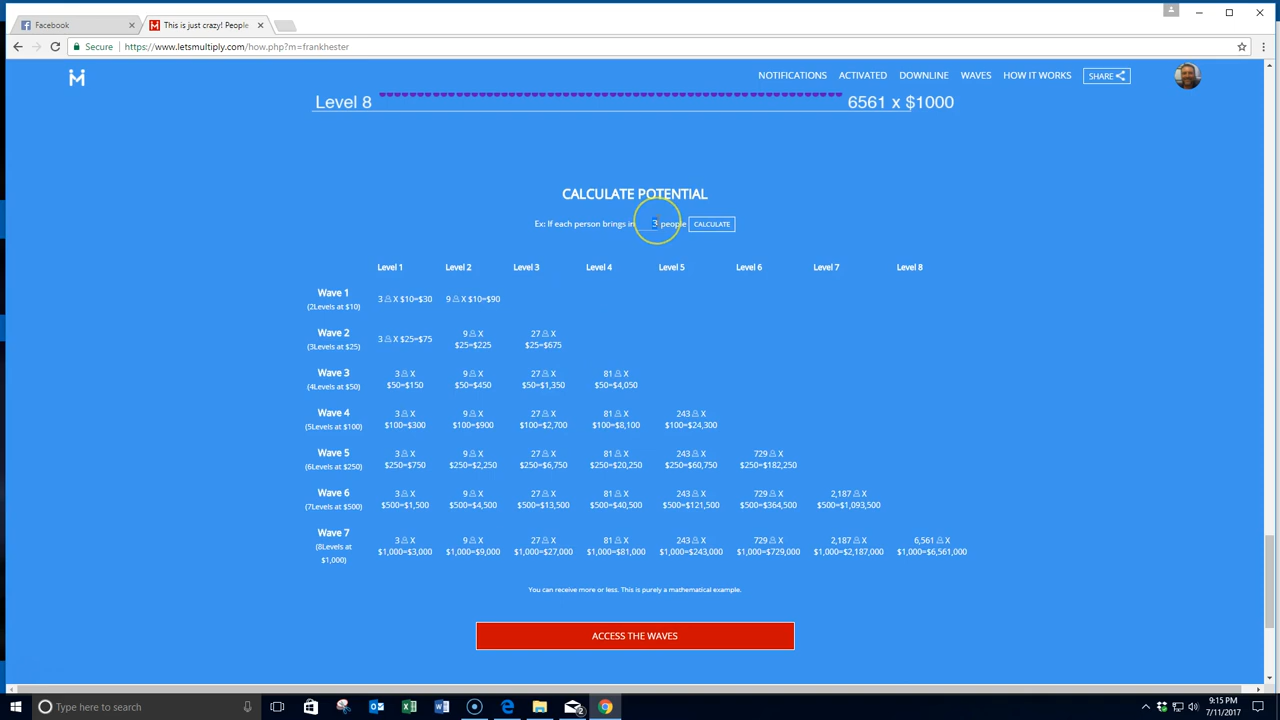 Facebook
This is just crazy! People
Secure https://www.letsmultiply.com/how.php?m=frankhester
M NOTIFICATIONS ACTIVATED DOWNLINE WAVES HOW IT WORKS SHARE
Level 8 6561 x $1000
CALCULATE POTENTIAL
Ex: If each person brings in 3 people CALCULATE
Level 1 Level 2 Level 3 Level 4 Level 5 Level 6 Level 7 Level 8
Wave 1
(2Levels at $10)
3 X $10=$30 9 X $10=$90
Wave 2
(3Levels at $25)
3 X $25=$75
9 X 27 X
$25=$225 $25=$675
Wave 3
(4Levels at $50)
3 X 9 X 27 X 81 X
$50=$150 $50=$450 $50=$1,350 $50=$4,050
Wave 4
(5Levels at $100)
3 X 9 X 27 X 81 X 243 X
$100=$300 $100=$900 $100=$2,700 $100=$8,100 $100=$24,300
Wave 5
(6Levels at $250)
3 X 9 X 27 X 81 X 243 X 729 X
$250=$750 $250=$2,250 $250=$6,750 $250=$20,250 $250=$60,750 $250=$182,250
Wave 6
(7Levels at $500)
3 X 9 X 27 X 81 X 243 X 729 X 2,187 X
$500=$1,500 $500=$4,500 $500=$13,500 $500=$40,500 $500=$121,500 $500=$364,500 $500=$1,093,500
Wave 7
(8Levels at
$1,000)
3 X 9 X 27 X 81 X 243 X 729 X 2,187 X 6,561 X
$1,000=$3,000 $1,000=$9,000 $1,000=$27,000 $1,000=$81,000 $1,000=$243,000 $1,000=$729,000 $1,000=$2,187,000 $1,000=$6,561,000
You can receive more or less. This is purely a mathematical example.
ACCESS THE WAVES
Type here to search
9:15 PM
7/11/2017